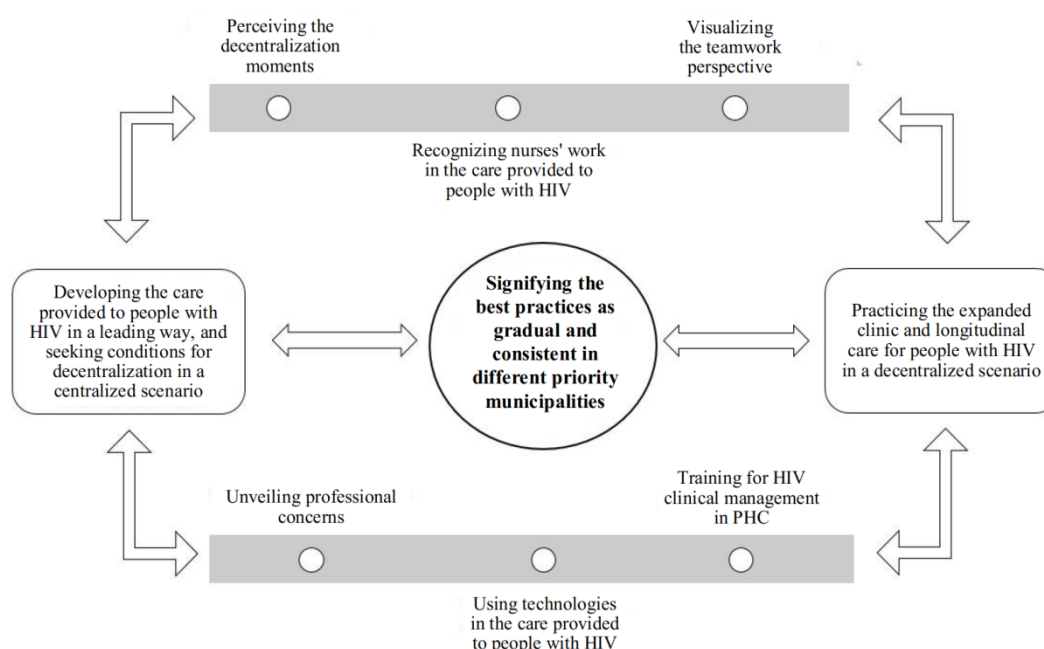 Perceiving the
decentralization
moments
Visualizing
the teamwork
perspective
Recognizing nurses' work
in the care provided to
people with HIV
Developing the care
provided to people with
HIV in a leading way, and
seeking conditions for
decentralization in a
centralized scenario
Signifying the
best practices as
gradual and
consistent in
different priority
municipalities
Practicing the expanded
clinic and longitudinal
care for people with HIV
in a decentralized scenario
Unveiling professional
concerns
Training for HIV
clinical management
in PHC
Using technologies
in the care provided
to people with HIV